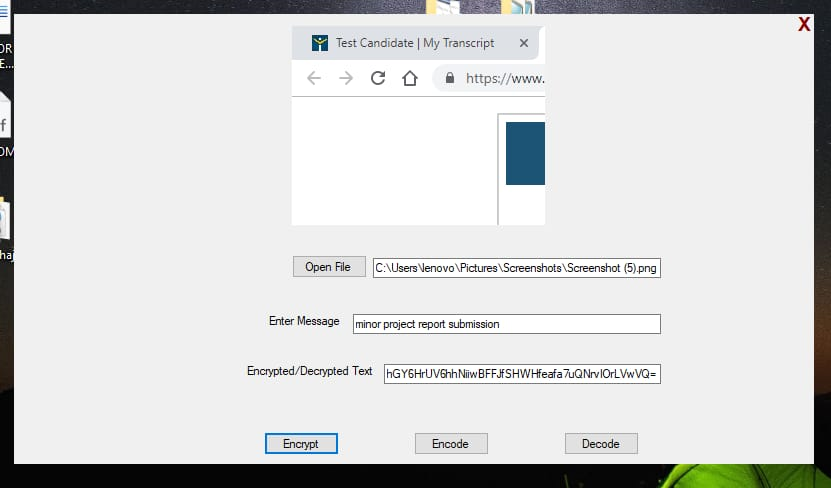 X
Test Candidate | My Transcript
https://www.
Open File
C:\Users\lenovo\Pictures\Screenshots\Screenshot (5).png
Enter Message
minor project report submission
Encrypted/Decrypted Text
Encrypt
Encode
Decode